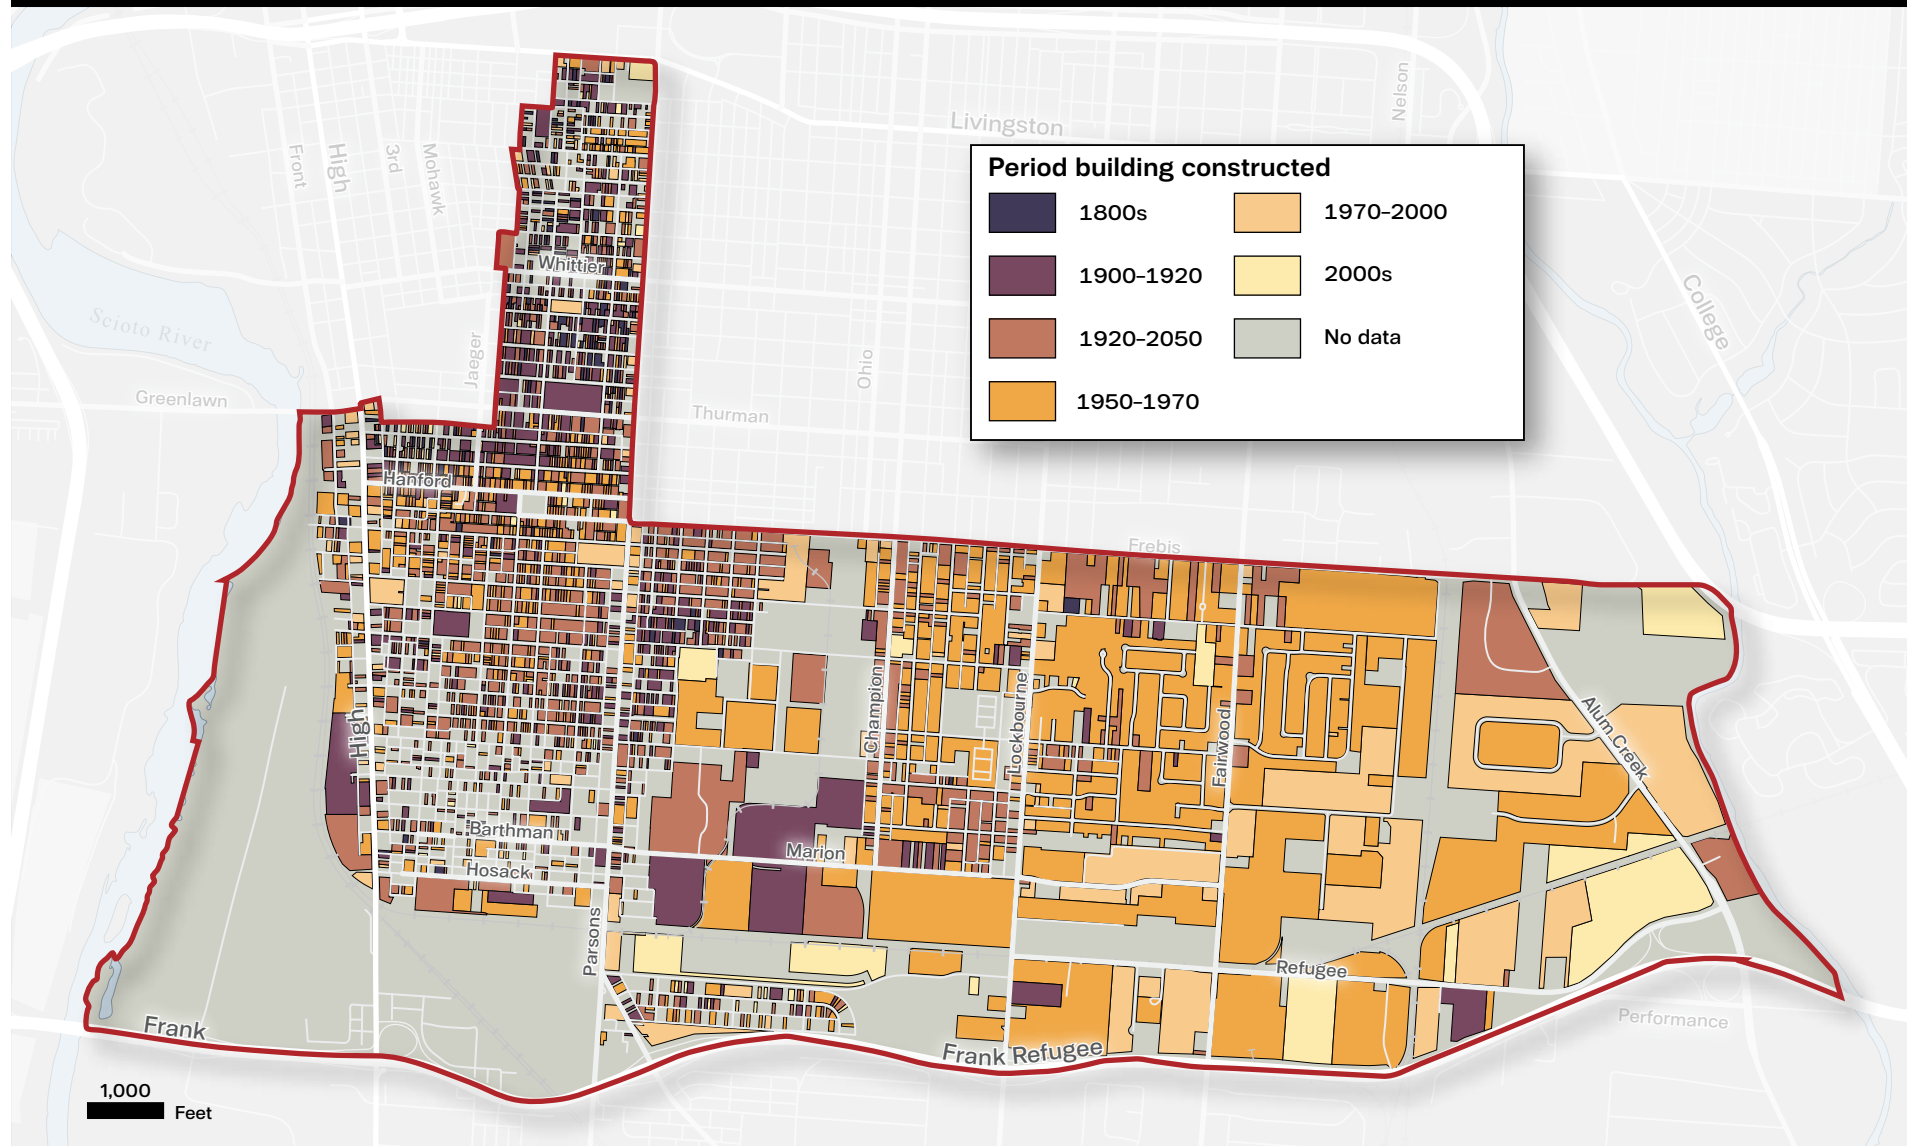 Livingston
Nelson
Front
High
3rd
Mohawk
Period building constructed
1800s
1970-2000
1900-1920
2000s
1920-2050
No data
1950-1970
Whittier
College
Scioto River
Jaeger
Ohio
Greenlawn
Thurman
Hanford
Frebis
High
Champion
Lockbourne
Fairwood
Alum Creek
Barthman
Marion
Hosack
Parsons
Refugee
Frank
Frank Refugee
Performance
1,000
Feet